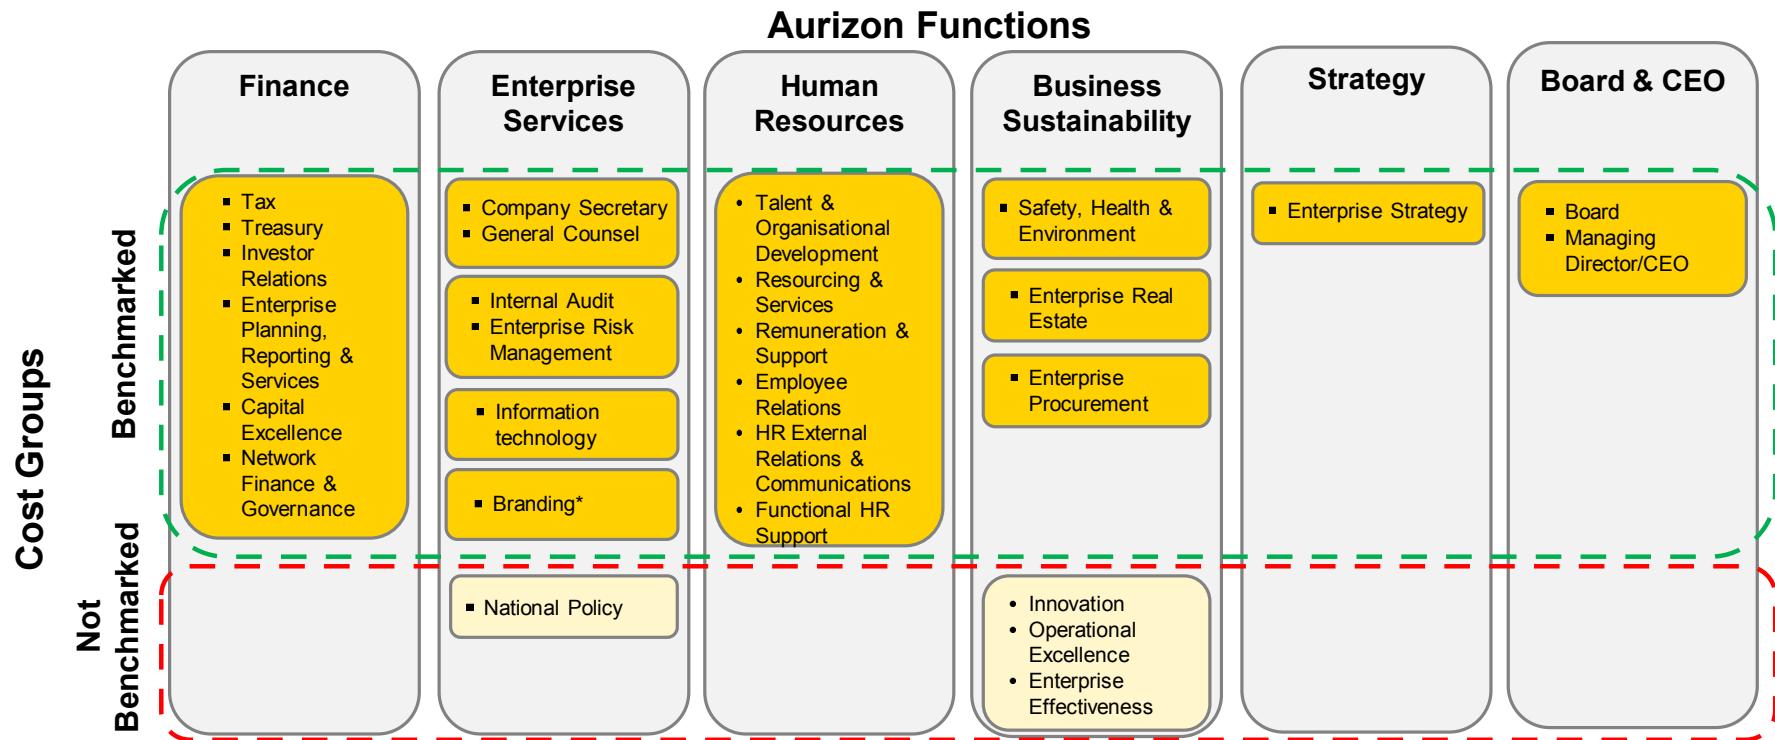 Aurizon Functions
Finance
Enterprise
Services
Human
Resources
Business
Sustainability
Strategy
Board & CEO
Cost Groups
Benchmarked
▪ Tax
▪ Treasury
▪ Investor
Relations
▪ Enterprise
Planning,
Reporting &
Services
▪ Capital
Excellence
▪ Network
Finance &
Governance
▪ Company Secretary
▪ General Counsel
▪ Internal Audit
▪ Enterprise Risk
Management
▪ Information
technology
▪ Branding*
• Talent &
Organisational
Development
• Resourcing &
Services
• Remuneration &
Support
• Employee
Relations
• HR External
Relations &
Communications
• Functional HR
Support
▪ Safety, Health &
Environment
▪ Enterprise Real
Estate
▪ Enterprise
Procurement
▪ Enterprise Strategy
▪ Board
▪ Managing
Director/CEO
Not
Benchmarked
▪ National Policy
• Innovation
• Operational
Excellence
• Enterprise
Effectiveness